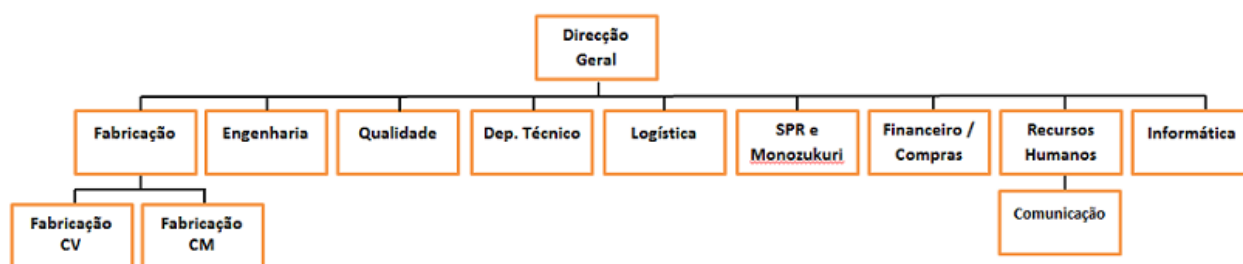 Direcção
Geral
Fabricação
Engenharia
Qualidade
Dep. Técnico
Logística
SPR e
Monozukuri
Financeiro /
Compras
Recursos
Humanos
Informática
Fabricação
CV
Fabricação
CM
Comunicação